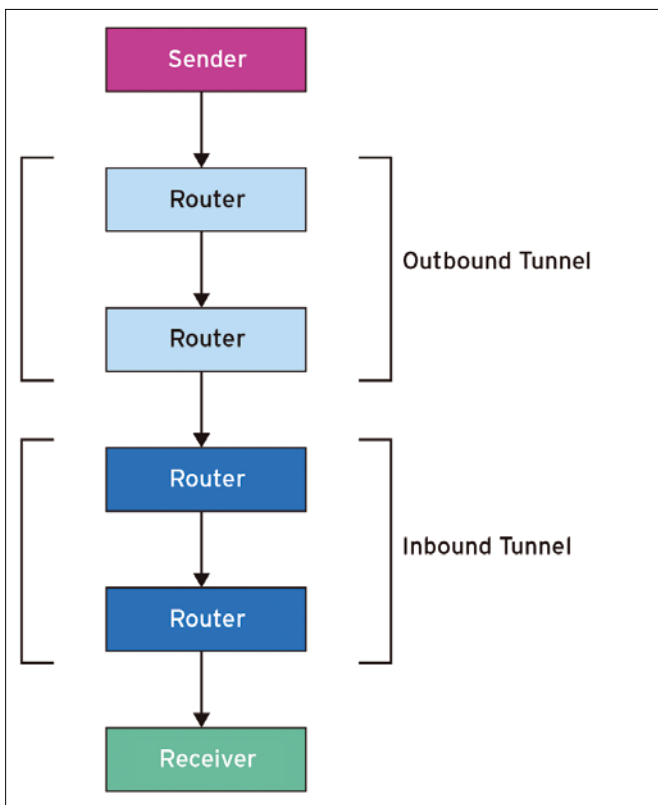 Sender
Router
Router
Outbound Tunnel
Router
Router
Inbound Tunnel
Receiver